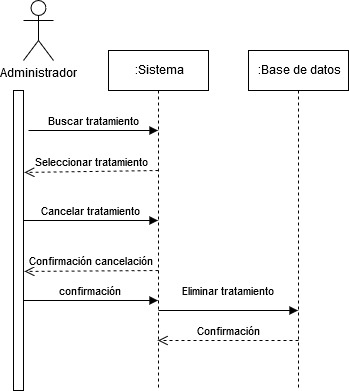 Administrador
:Sistema
:Base de datos
Buscar tratamiento
Seleccionar tratamiento
Cancelar tratamiento
Confirmación cancelación
confirmación
Eliminar tratamiento
Confirmación